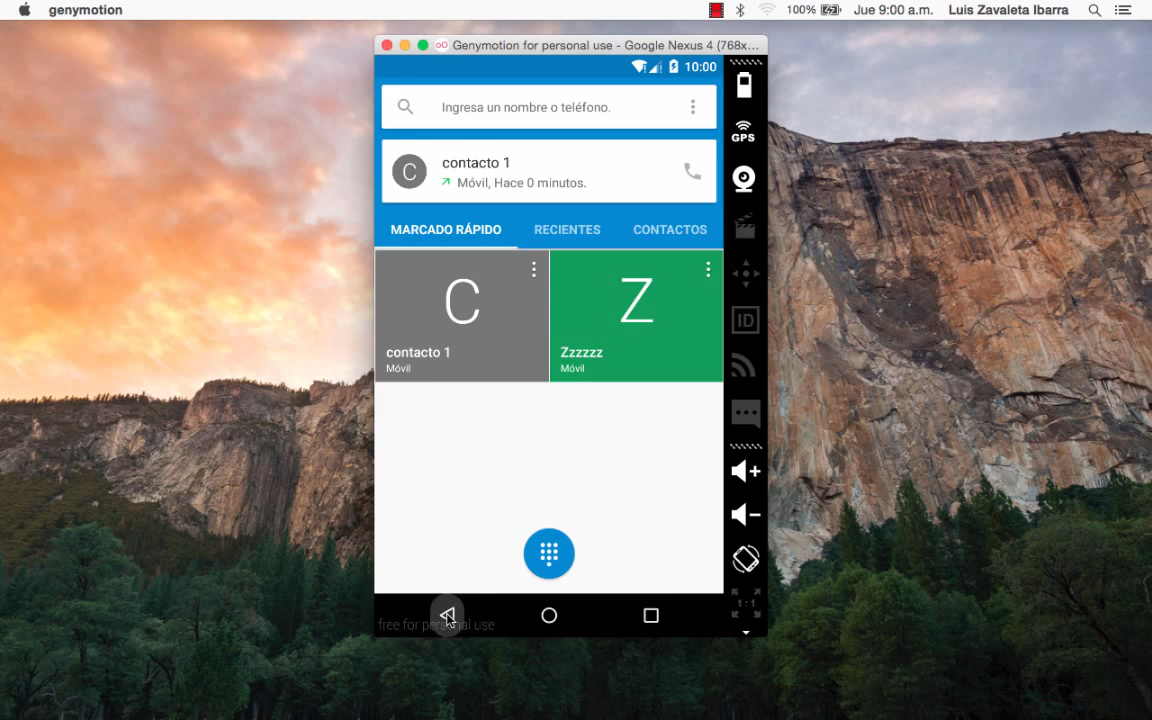 genymotion
100%
Jue 9:00 a.m.
Luis Zavaleta Ibarra
Genymotion for personal use - Google Nexus 4 (768x...
10:00
Ingresa un nombre o teléfono.
GPS
C
contacto 1
Móvil, Hace 0 minutos.
MARCADO RÁPIDO
RECIENTES
CONTACTOS
C
contacto 1
Móvil
Z
Zzzzzz
Móvil
ID
1:1
free for personal use